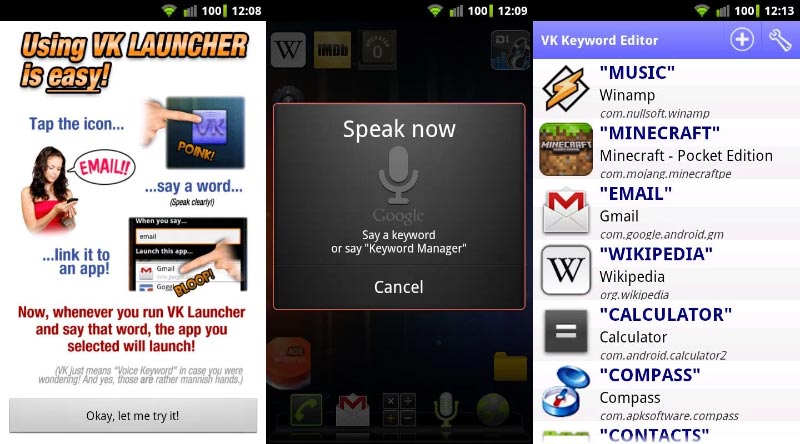 100 12:08
Using VK LAUNCHER
is easy!
Tap the icon...
VK
POINK!
EMAIL!!
...say a word...
(Speak clearly!)
...link it to
an app!
When you say...
email
Launch this app...
Gmail
BLOOP!
Now, whenever you run VK Launcher
and say that word, the app you
selected will launch!
(VK just means "Voice Keyword" in case you were
wondering! And yes, those are rather mannish hands.)
Okay, let me try it!
100 12:09
W
IMDb
0
DI
Speak now
Google
Say a keyword
or say "Keyword Manager"
Cancel
100 12:13
VK Keyword Editor
"MUSIC"
Winamp
com.nullsoft.winamp
MINECRAFT
"MINECRAFT"
Minecraft - Pocket Edition
com.mojang.minecraftpe
"EMAIL"
Gmail
com.google.android.gm
W
"WIKIPEDIA"
Wikipedia
org.wikipedia
"CALCULATOR"
Calculator
com.android.calculator2
"COMPASS"
Compass
com.apksoftware.compass
"CONTACTS"